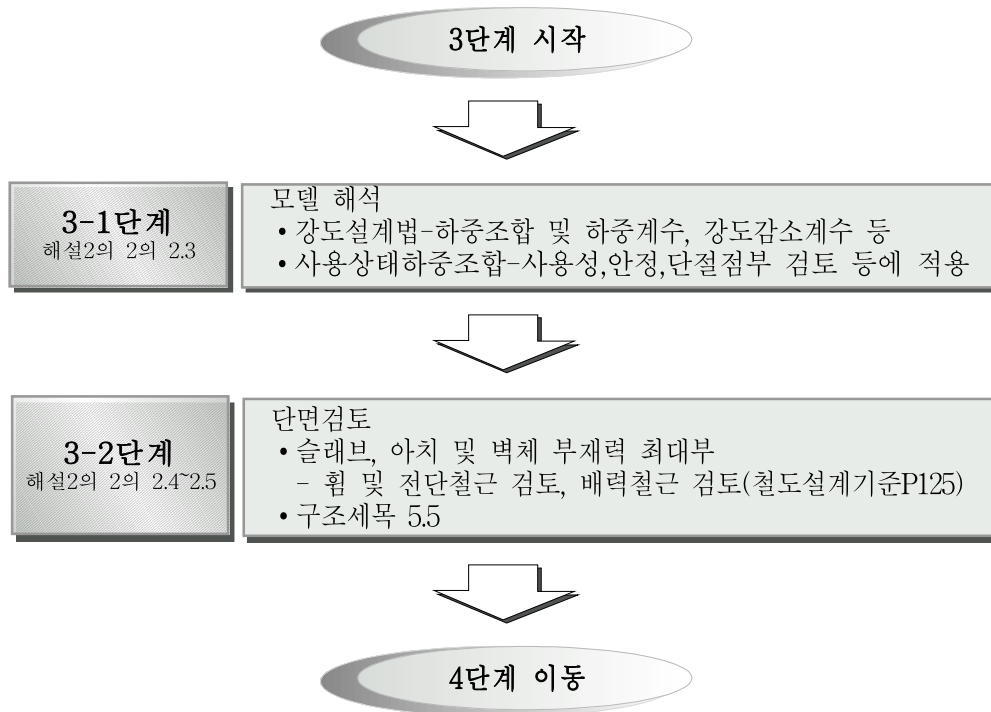 3단계 시작
3-1단계
해설2의 2의 2.3
모델 해석
•강도설계법-하중조합 및 하중계수, 강도감소계수 등
•사용상태하중조합-사용성,안정,단절점부 검토 등에 적용
3-2단계
해설2의 2의 2.4~2.5
단면검토
•슬래브, 아치 및 벽체 부재력 최대부
- 휨 및 전단철근 검토, 배력철근 검토(철도설계기준P125)
•구조세목 5.5
4단계 이동